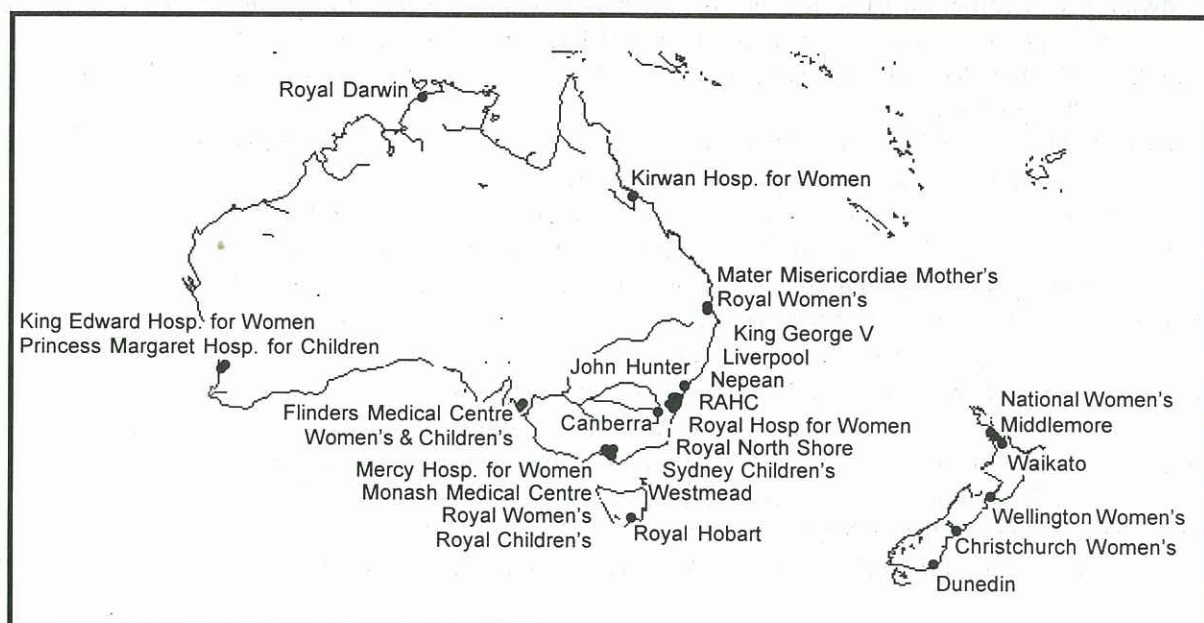 Royal Darwin
Kirwan Hosp. for Women
Mater Misericordiae Mother's
Royal Women's
King Edward Hosp. for Women
Princess Margaret Hosp. for Children
King George V
Liverpool
John Hunter
Nepean
RAHC
Royal Hosp for Women
Royal North Shore
Sydney Children's
Westmead
Canberra
Flinders Medical Centre
Women's & Children's
Mercy Hosp. for Women
Monash Medical Centre
Royal Women's
Royal Children's
Royal Hobart
National Women's
Middlemore
Waikato
Wellington Women's
Christchurch Women's
Dunedin